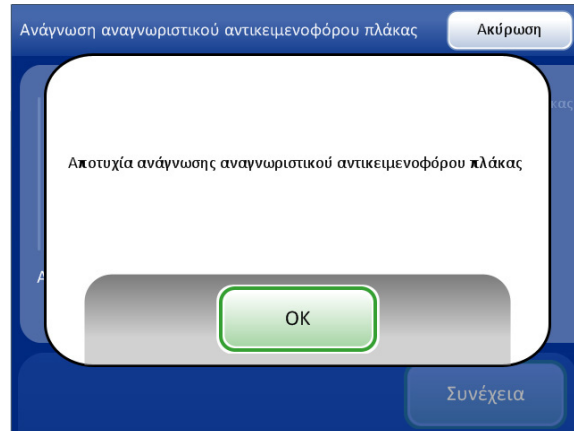 Ανάγνωση αναγνωριστικού αντικειμενοφόρου πλάκας
Ακύρωση
Αποτυχία ανάγνωσης αναγνωριστικού αντικειμενοφόρου πλάκας
OK
Συνέχεια